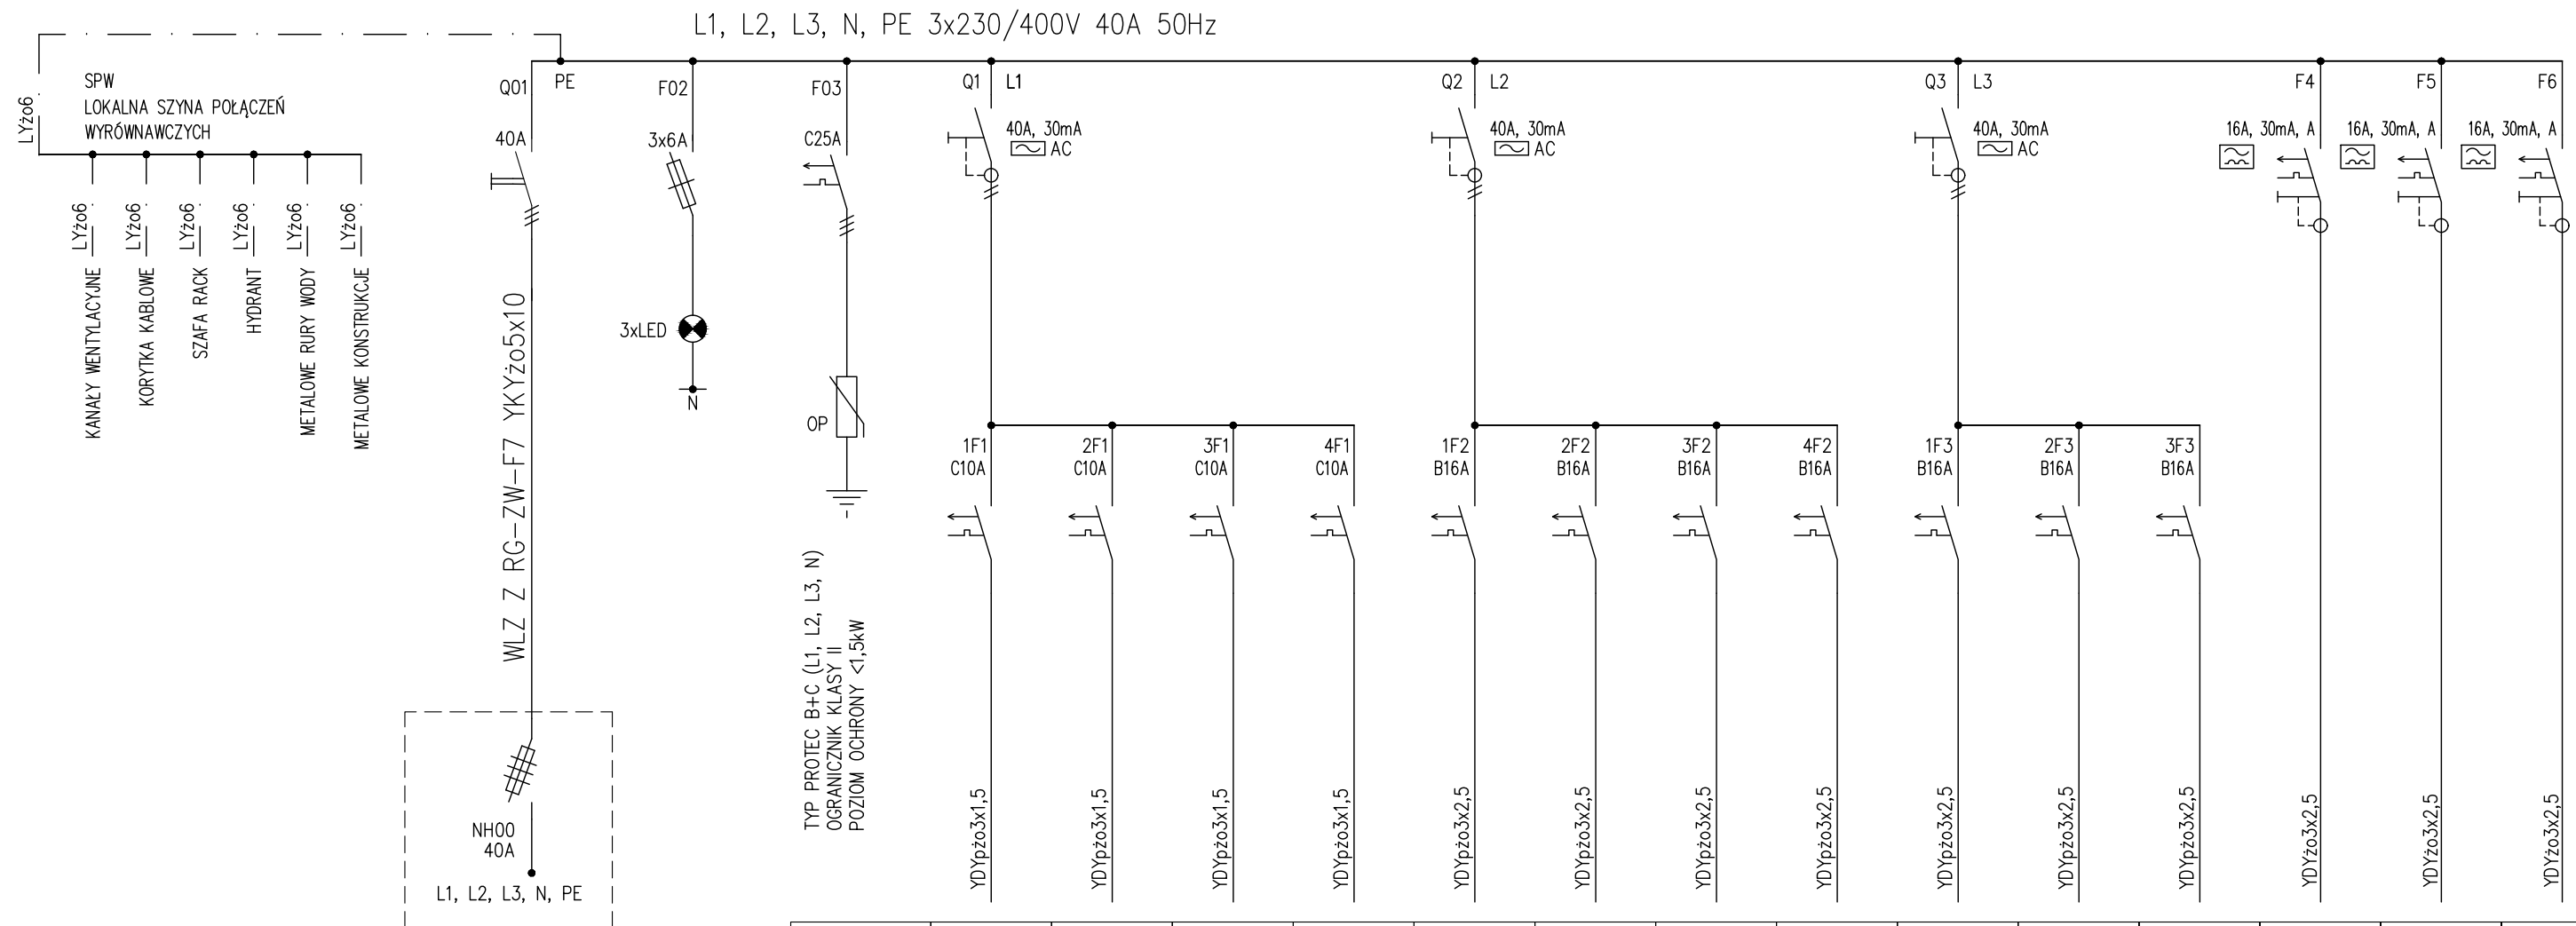 L1, L2, L3, N, PE 3x230/400V 40A 50Hz
SPW
LOKALNA SZYNA POŁĄCZEŃ
WYRÓWNAWCZYCH
LYżo6
LYżo6
LYżo6
LYżo6
LYżo6
LYżo6
LYżo6
KANAŁY WENTYLACYJNE
KORYTKA KABLOWE
SZAFA RACK
HYDRANT
METALOWE RURY WODY
METALOWE KONSTRUKCJE
Q01
PE
40A
WLZ Z RG-ZW-F7 YKYżo5x10
NH00
40A
L1, L2, L3, N, PE
F02
3x6A
3xLED
N
F03
C25A
OP
TYP PROTEC B+C (L1, L2, L3, N)
OGRANICZNIK KLASY II
POZIOM OCHRONY <1,5kW
Q1
L1
40A, 30mA
AC
Q2
L2
40A, 30mA
AC
Q3
L3
40A, 30mA
AC
F4
16A, 30mA, A
F5
16A, 30mA, A
F6
16A, 30mA, A
1F1
C10A
2F1
C10A
3F1
C10A
4F1
C10A
1F2
B16A
2F2
B16A
3F2
B16A
4F2
B16A
1F3
B16A
2F3
B16A
3F3
B16A
YDYpżo3x1,5
YDYpżo3x1,5
YDYpżo3x1,5
YDYpżo3x1,5
YDYpżo3x2,5
YDYpżo3x2,5
YDYpżo3x2,5
YDYpżo3x2,5
YDYpżo3x2,5
YDYpżo3x2,5
YDYpżo3x2,5
YDYżo3x2,5
YDYżo3x2,5
YDYżo3x2,5